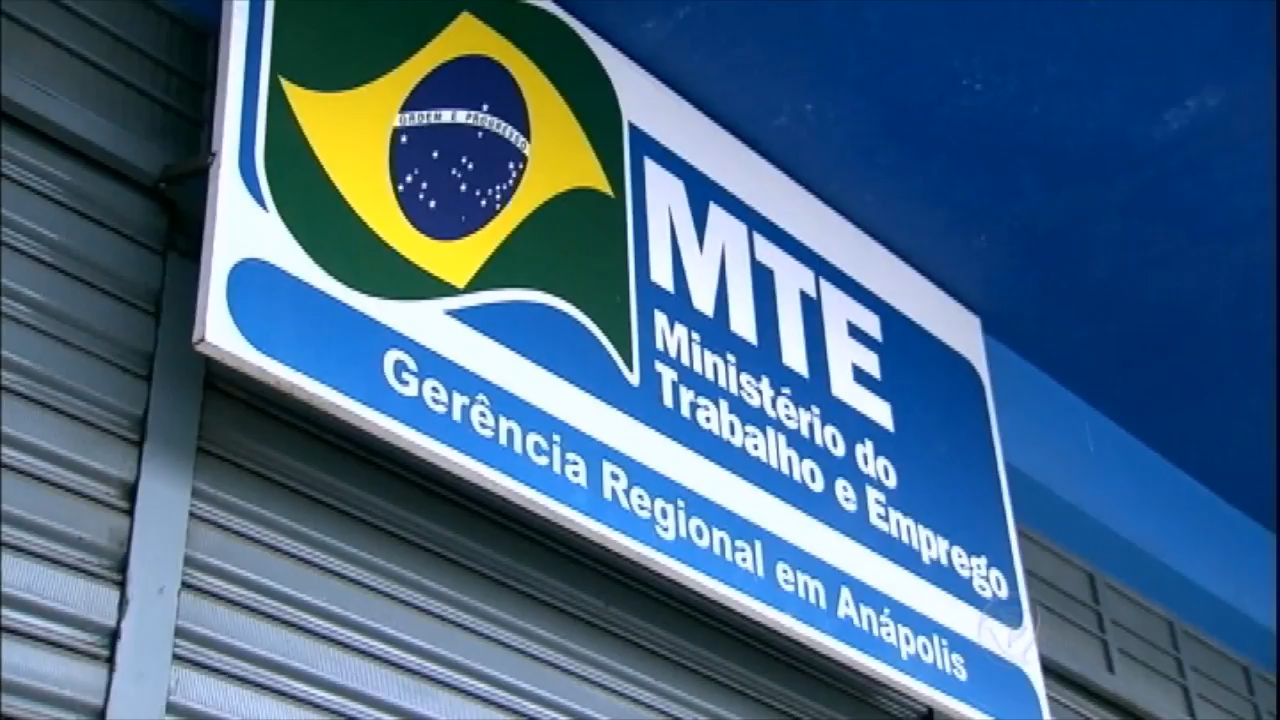 ORDEM E PROGRESSO
MTE
Ministério do
Trabalho e Emprego
Gerência Regional em Anápolis